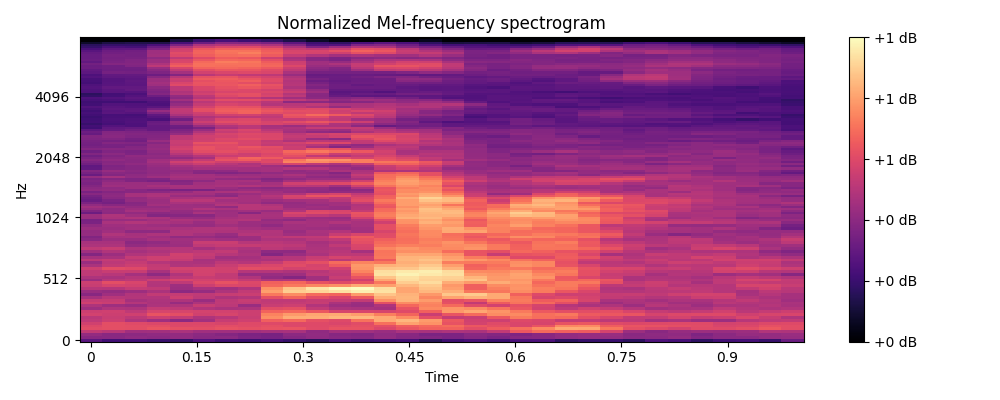 Normalized Mel-frequency spectrogram
Hz
4096
2048
1024
512
0
0 0.15 0.3 0.45 0.6 0.75 0.9
Time
+1 dB
+1 dB
+1 dB
+0 dB
+0 dB
+0 dB